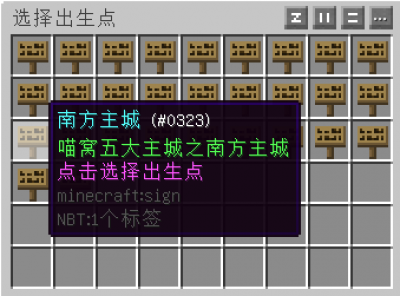 选择出生点
南方主城 (#0323)
喵窝五大主城之南方主城
点击选择出生点
minecraft:sign
NBT:1个标签